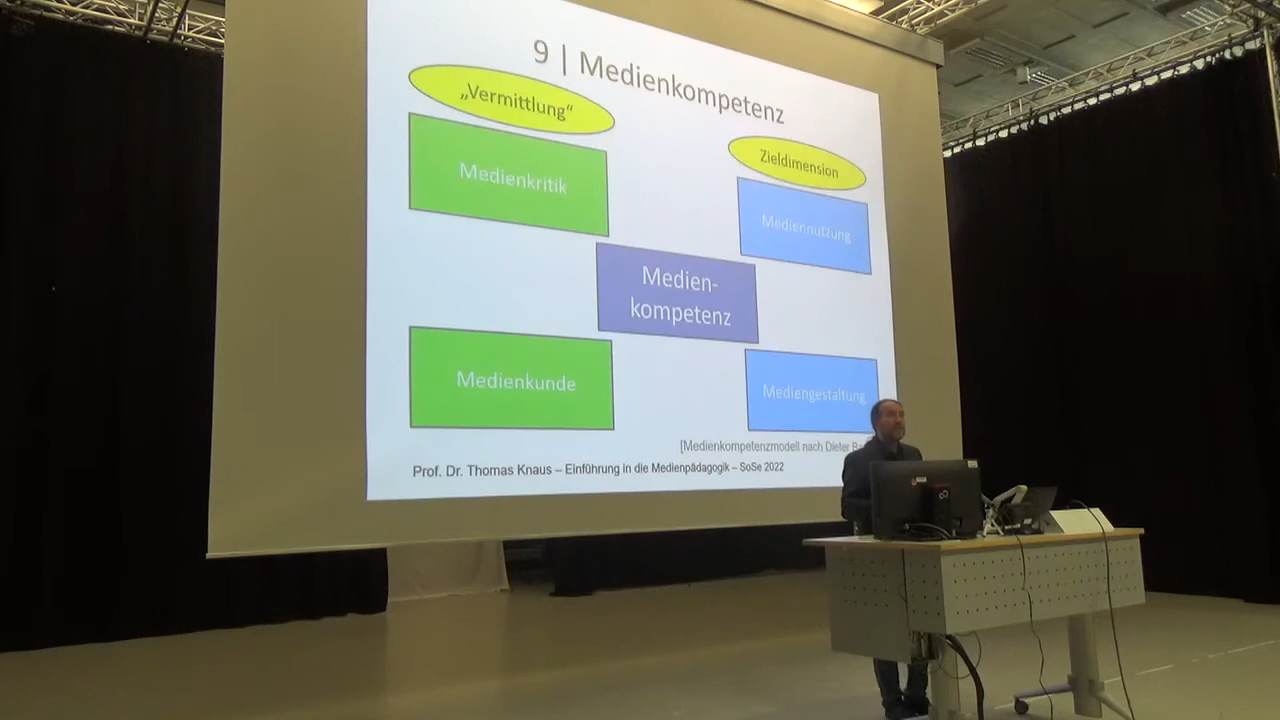 9 | Medienkompetenz
„Vermittlung“
Zieldimension
Medienkritik
Mediennutzung
Medien-
kompetenz
Medienkunde
Mediengestaltung
[Medienkompetenzmodell nach Dieter
Prof. Dr. Thomas Knaus – Einführung in die Medienpädagogik – SoSe 2022